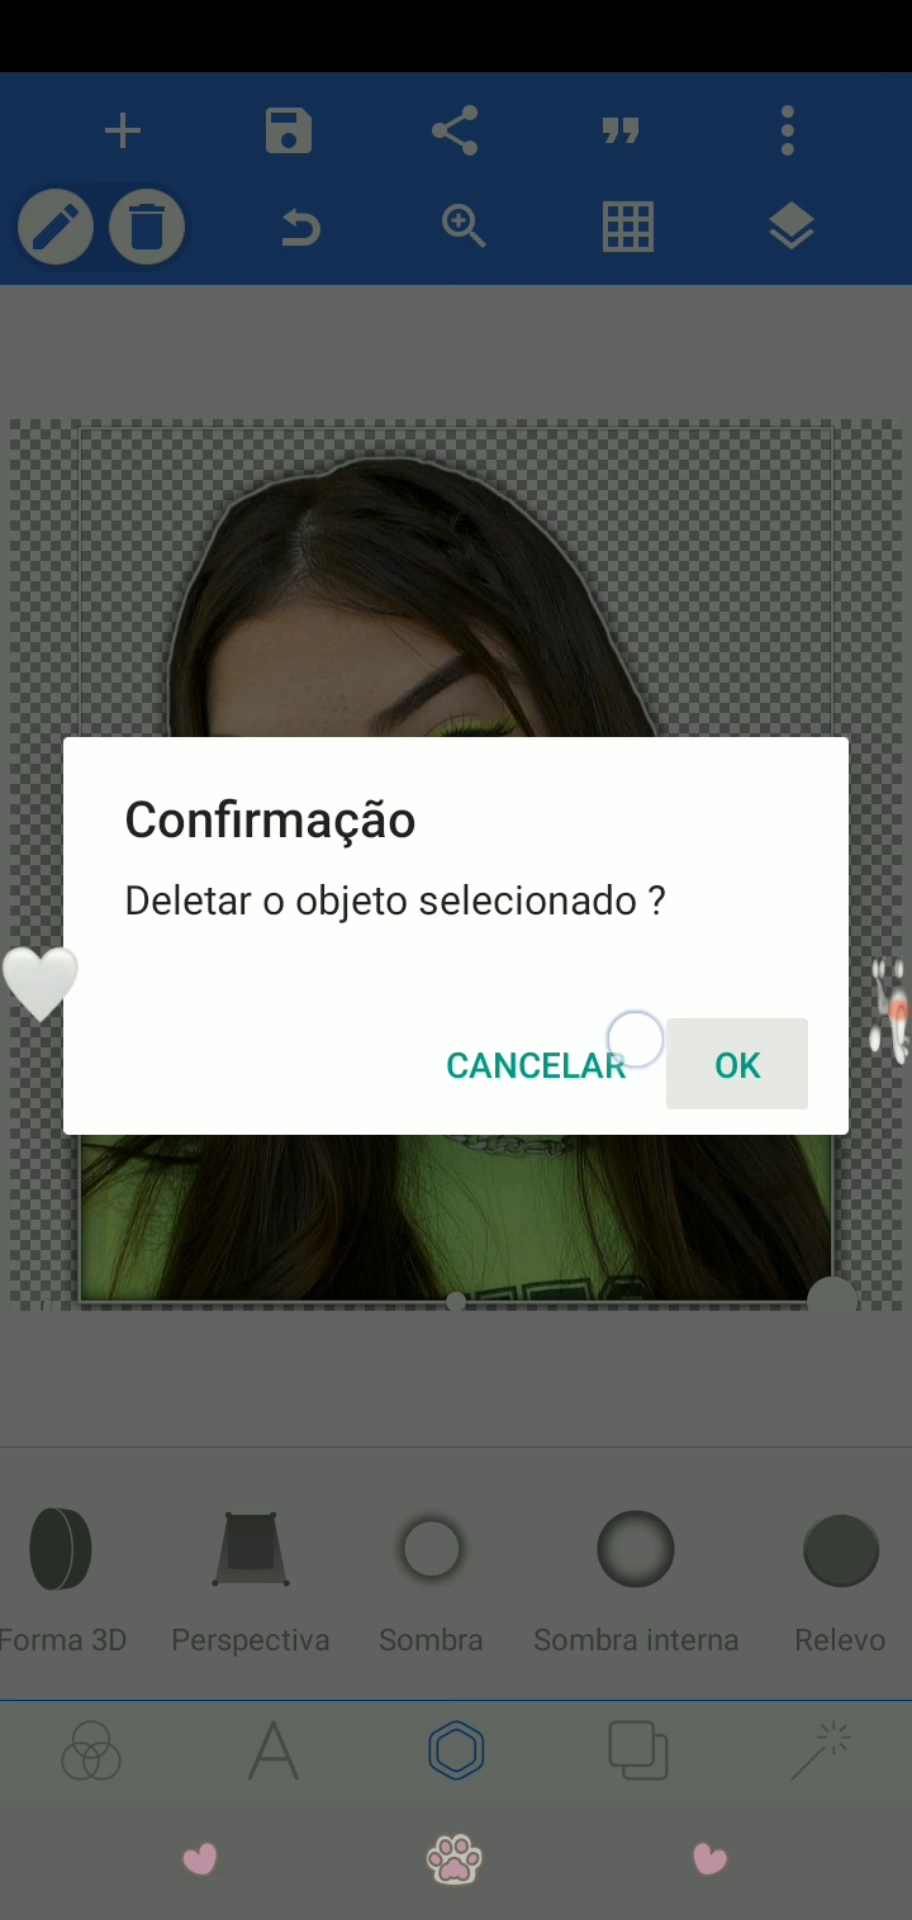 Confirmação
Deletar o objeto selecionado ?
CANCELAR
OK
Forma 3D
Perspectiva
Sombra
Sombra interna
Relevo